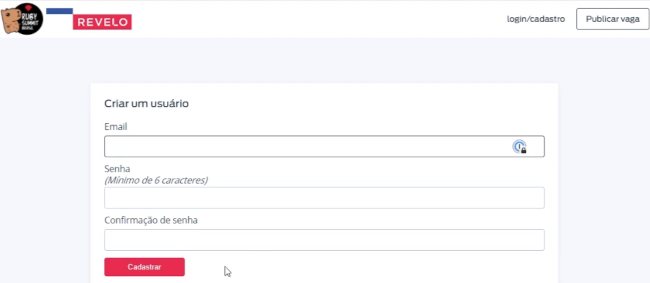 RUBY
SUMMIT
BRASIL
REVELO
login/cadastro
Publicar vaga
Criar um usuário
Email
Senha
(Mínimo de 6 caracteres)
Confirmação de senha
Cadastrar